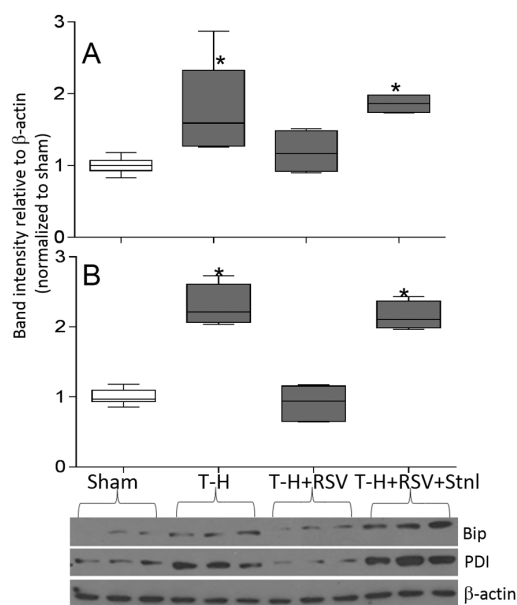 Band intensity relative to β-actin
(normalized to sham)
3
A
*
*
2
1
0
3
B
*
*
2
1
0
Sham T-H T-H+RSV T-H+RSV+Stnl
Bip
PDI
β-actin